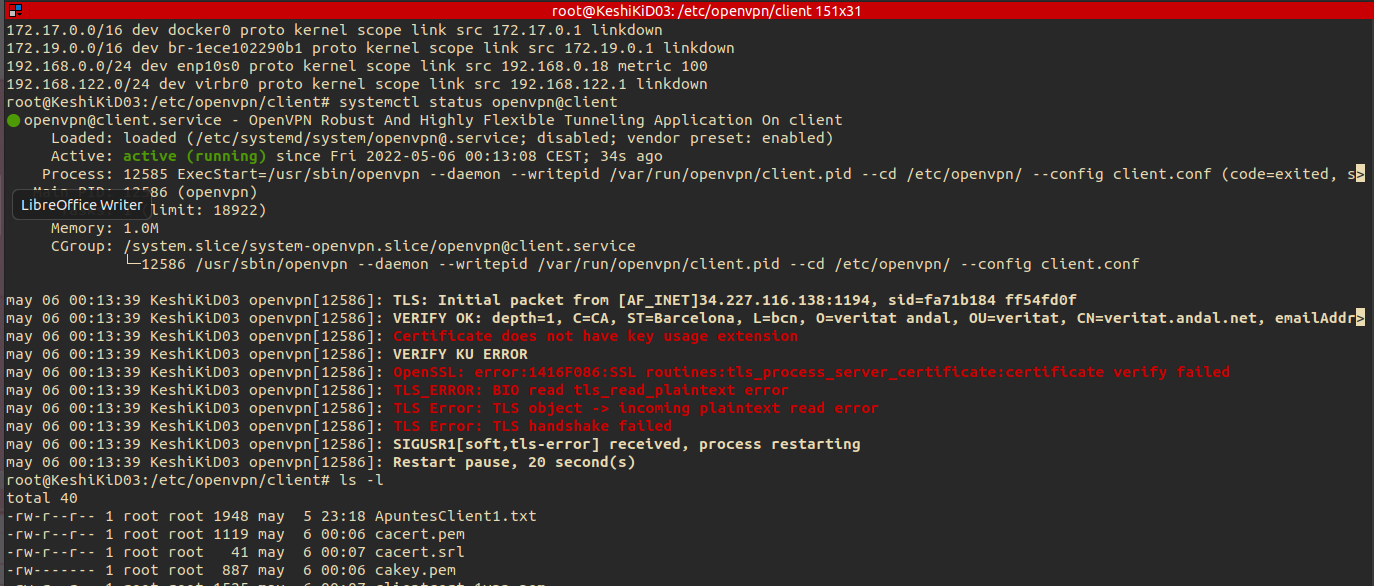 root@KeshiKiD03: /etc/openvpn/client 151x31
172.17.0.0/16 dev docker0 proto kernel scope link src 172.17.0.1 linkdown
172.19.0.0/16 dev br-1ece102290b1 proto kernel scope link src 172.19.0.1 linkdown
192.168.0.0/24 dev enp10s0 proto kernel scope link src 192.168.0.18 metric 100
192.168.122.0/24 dev virbr0 proto kernel scope link src 192.168.122.1 linkdown
root@KeshiKiD03:/etc/openvpn/client# systemctl status openvpn@client
● openvpn@client.service - OpenVPN Robust And Highly Flexible Tunneling Application On client
Loaded: loaded (/etc/systemd/system/openvpn@.service; disabled; vendor preset: enabled)
Active: active (running) since Fri 2022-05-06 00:13:08 CEST; 34s ago
Process: 12585 ExecStart=/usr/sbin/openvpn --daemon --writepid /var/run/openvpn/client.pid --cd /etc/openvpn/ --config client.conf (code=exited, s>
Main PID: 12586 (openvpn)
LibreOffice Writer
limit: 18922)
Memory: 1.0M
CGroup: /system.slice/system-openvpn.slice/openvpn@client.service
└─12586 /usr/sbin/openvpn --daemon --writepid /var/run/openvpn/client.pid --cd /etc/openvpn/ --config client.conf
may 06 00:13:39 KeshiKiD03 openvpn[12586]: TLS: Initial packet from [AF_INET]34.227.116.138:1194, sid=fa71b184 ff54fd0f
may 06 00:13:39 KeshiKiD03 openvpn[12586]: VERIFY OK: depth=1, C=CA, ST=Barcelona, L=bcn, O=veritat andal, OU=veritat, CN=veritat.andal.net, emailAddr>
may 06 00:13:39 KeshiKiD03 openvpn[12586]: Certificate does not have key usage extension
may 06 00:13:39 KeshiKiD03 openvpn[12586]: VERIFY KU ERROR
may 06 00:13:39 KeshiKiD03 openvpn[12586]: OpenSSL: error:1416F086:SSL routines:tls_process_server_certificate:certificate verify failed
may 06 00:13:39 KeshiKiD03 openvpn[12586]: TLS_ERROR: BIO read tls_read_plaintext error
may 06 00:13:39 KeshiKiD03 openvpn[12586]: TLS Error: TLS object -> incoming plaintext read error
may 06 00:13:39 KeshiKiD03 openvpn[12586]: TLS Error: TLS handshake failed
may 06 00:13:39 KeshiKiD03 openvpn[12586]: SIGUSR1[soft,tls-error] received, process restarting
may 06 00:13:39 KeshiKiD03 openvpn[12586]: Restart pause, 20 second(s)
root@KeshiKiD03:/etc/openvpn/client# ls -l
total 40
-rw-r--r-- 1 root root 1948 may  5 23:18 ApuntesClient1.txt
-rw-r--r-- 1 root root 1119 may  6 00:06 cacert.pem
-rw-r--r-- 1 root root   41 may  6 00:07 cacert.srl
-rw------- 1 root root  887 may  6 00:06 cakey.pem